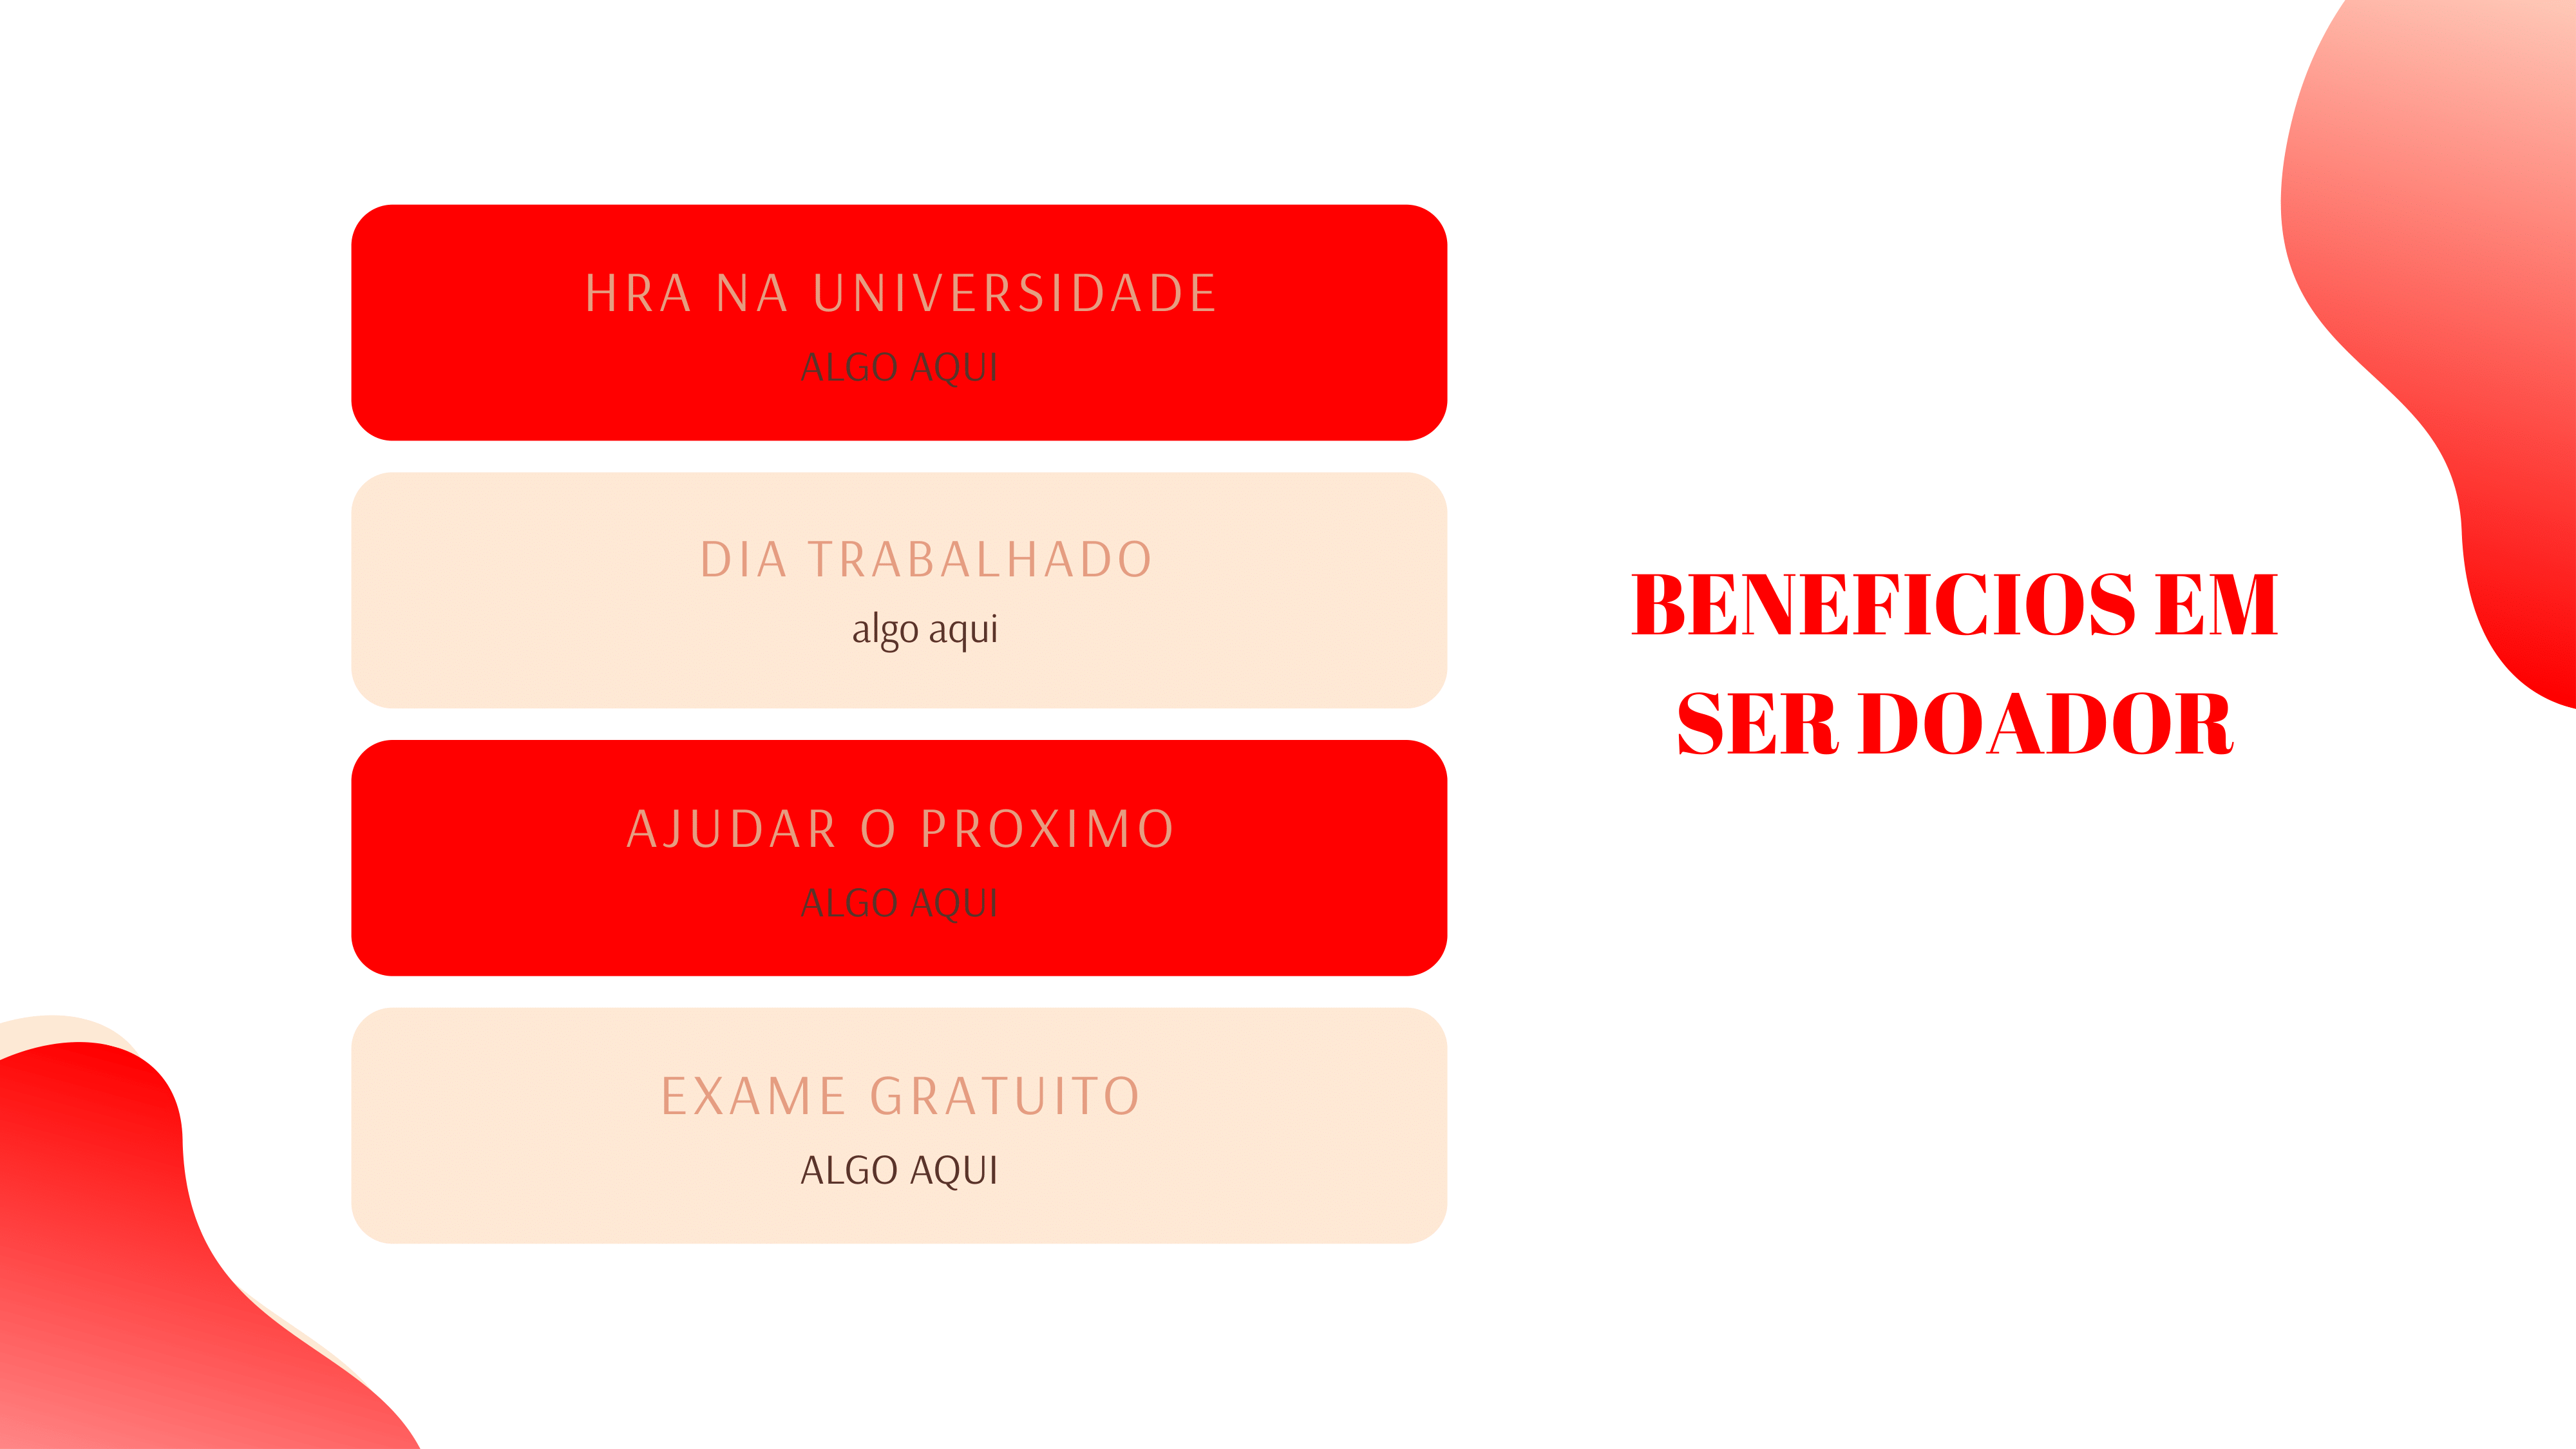 HRA NA UNIVERSIDADE
ALGO AQUI
DIA TRABALHADO
algo aqui
AJUDAR O PROXIMO
ALGO AQUI
EXAME GRATUITO
ALGO AQUI
BENEFICIOS EM
SER DOADOR